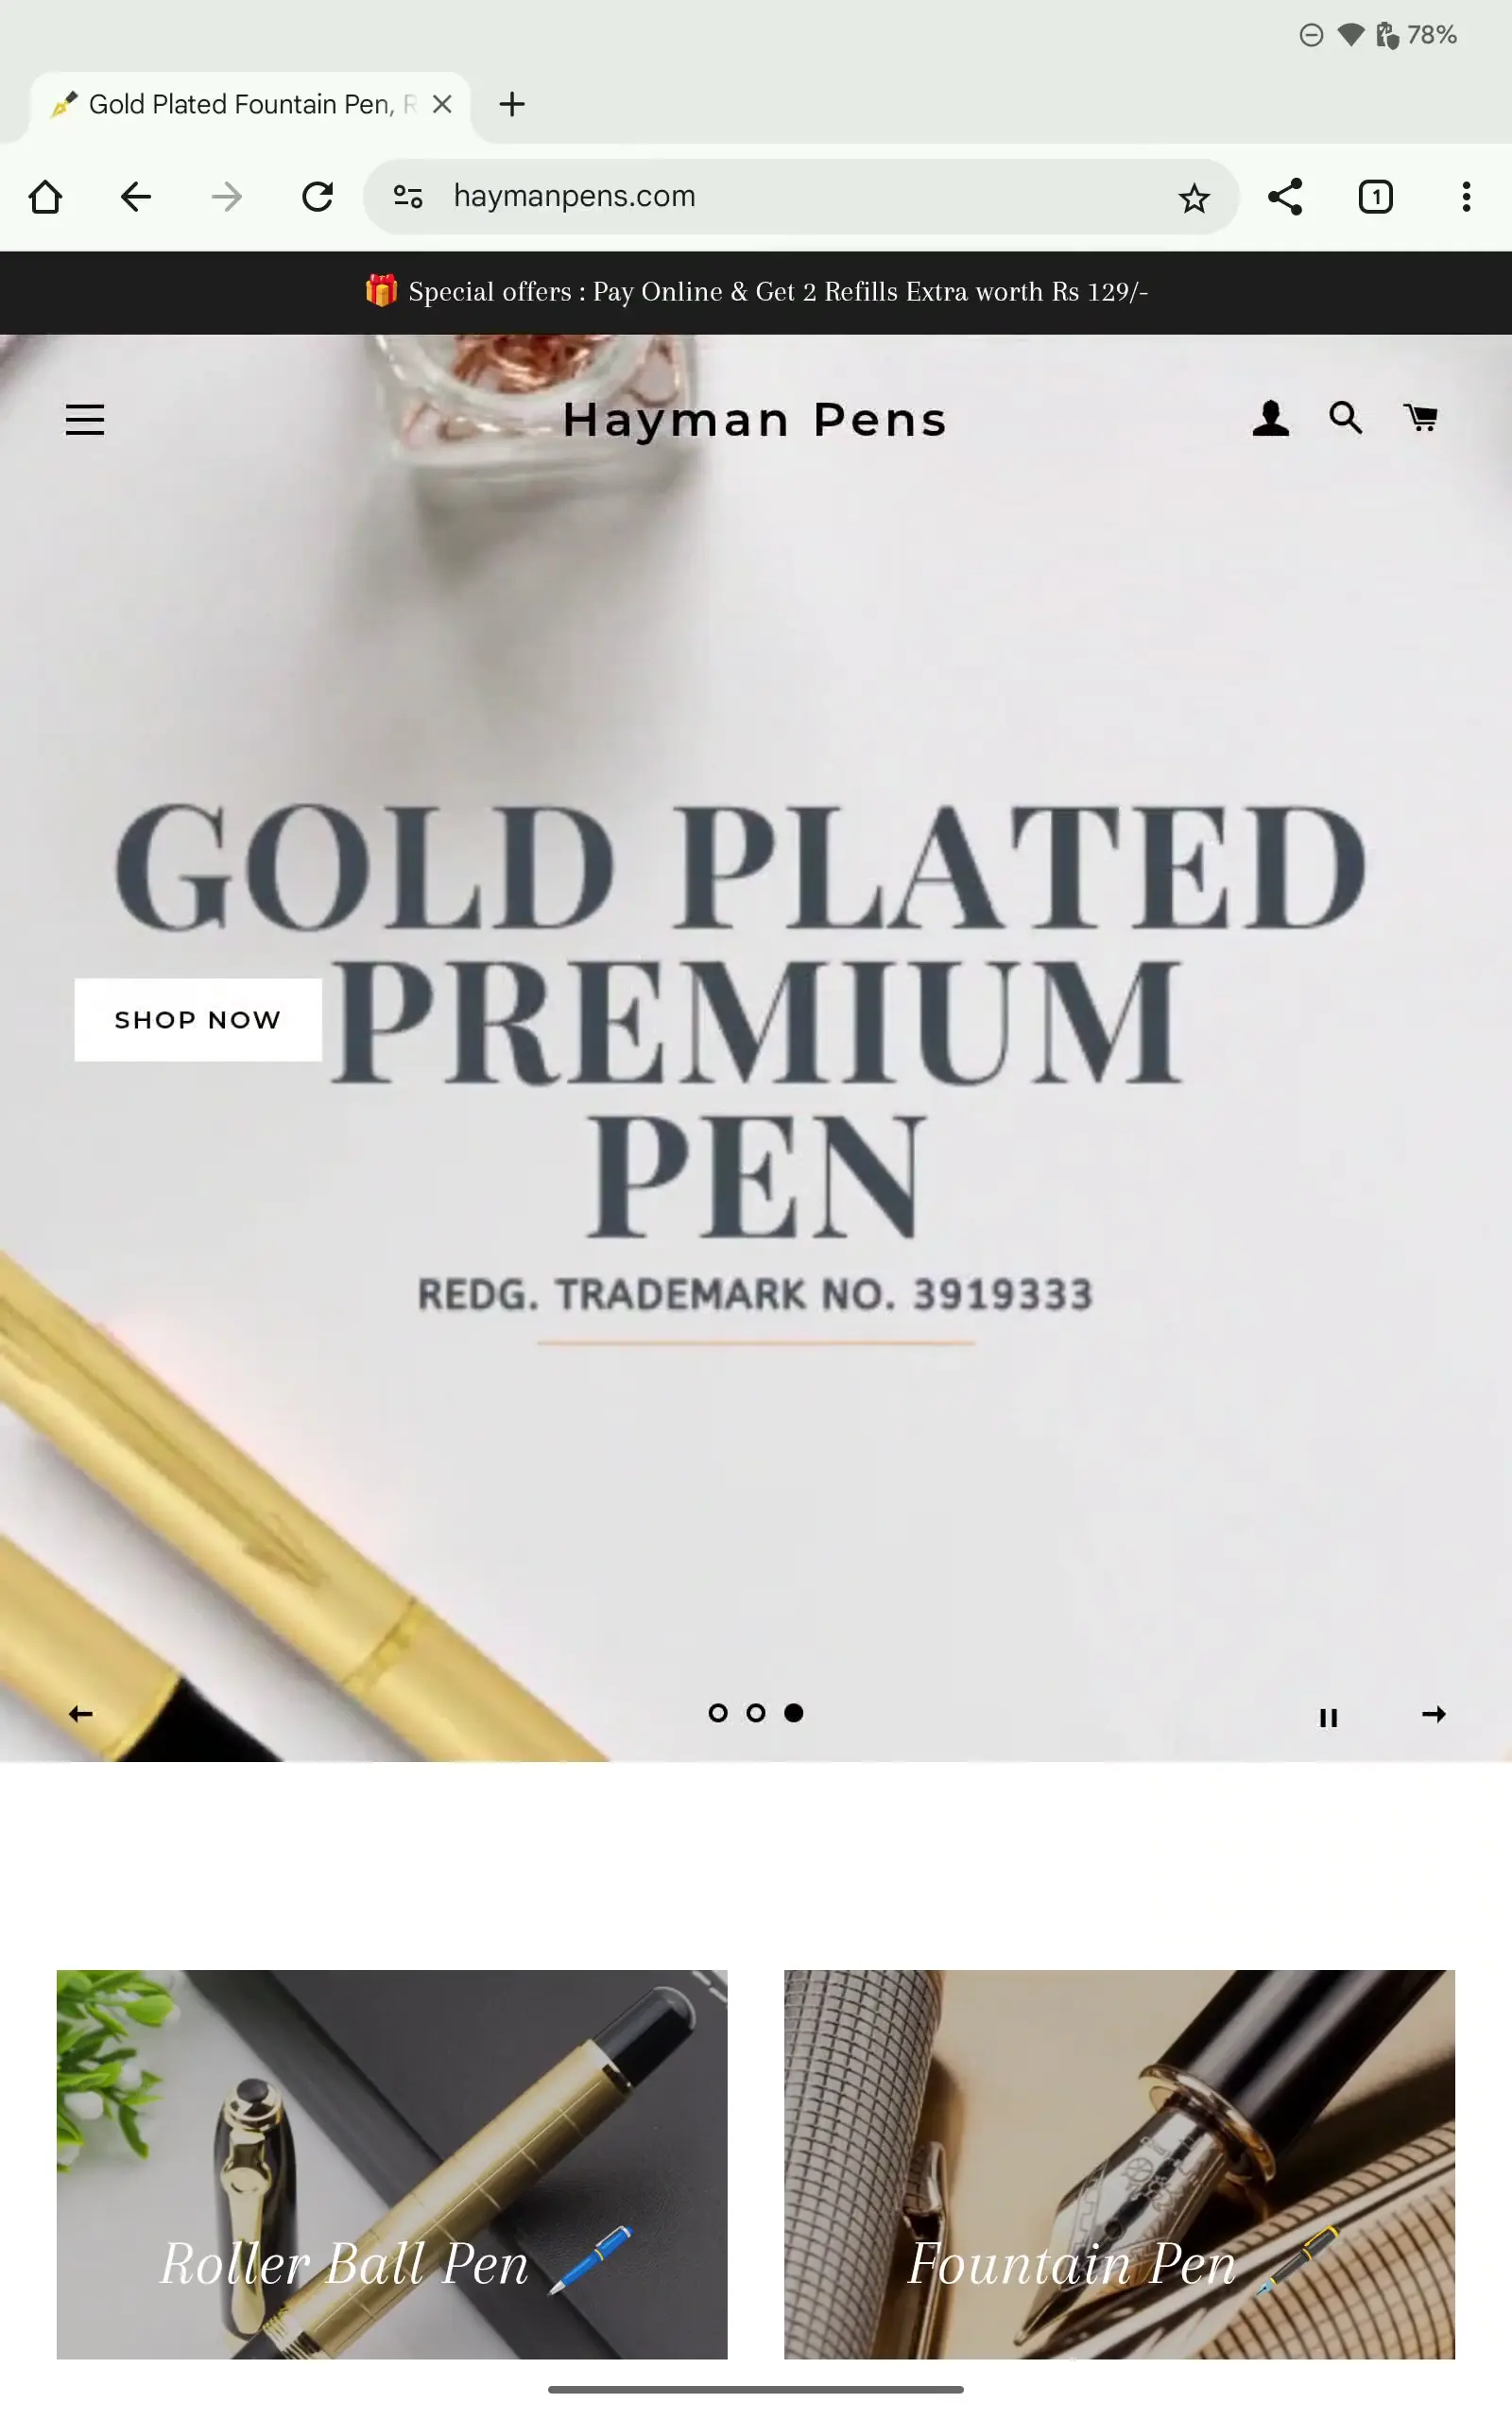 78%
Gold Plated Fountain Pen,
haymanpens.com
1
🎁 Special offers : Pay Online & Get 2 Refills Extra worth Rs 129/-
Hayman Pens
GOLD PLATED
PREMIUM
SHOP NOW
PEN
REDG. TRADEMARK NO. 3919333
Roller Ball Pen 🖊️
Fountain Pen 🖋️